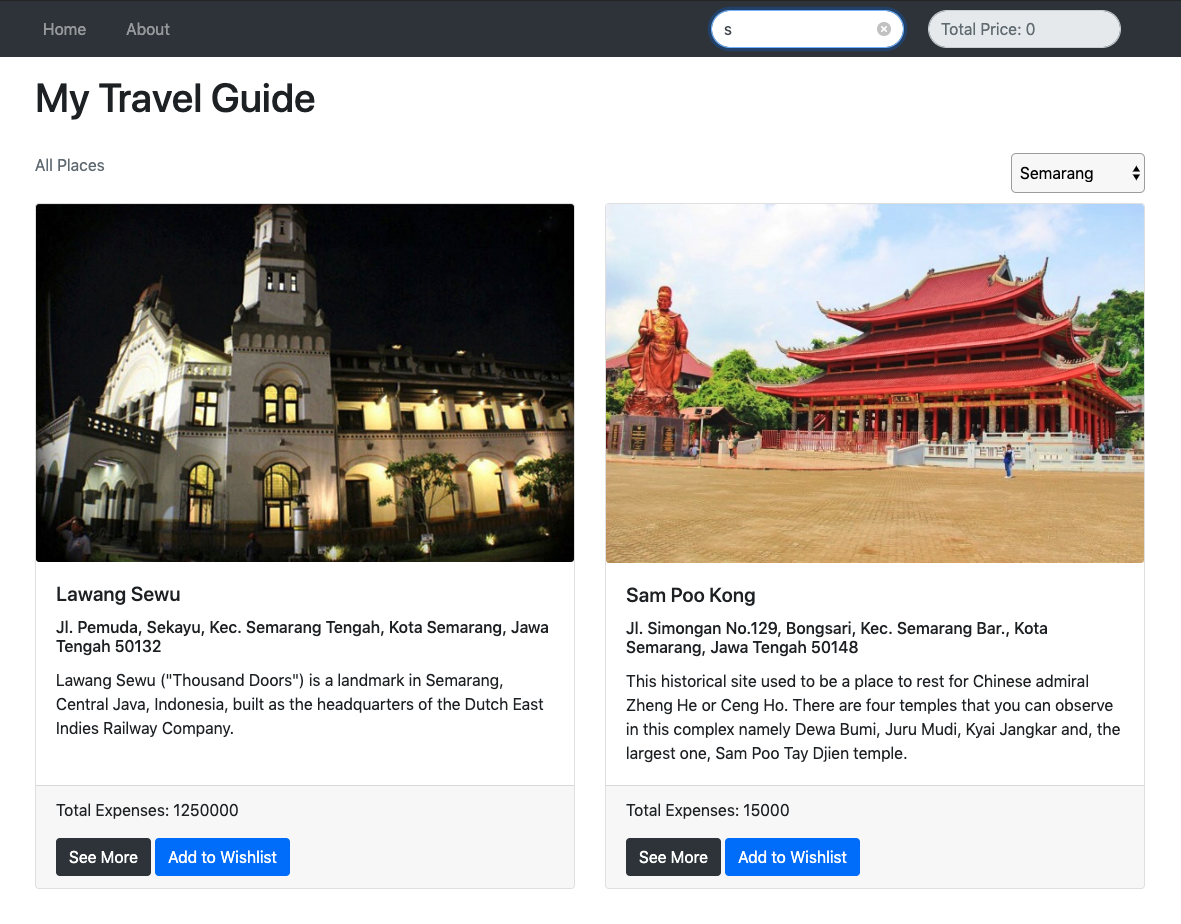 Home About s Total Price: 0
My Travel Guide
All Places
Semarang
Lawang Sewu
Jl. Pemuda, Sekayu, Kec. Semarang Tengah, Kota Semarang, Jawa
Tengah 50132
Lawang Sewu ("Thousand Doors") is a landmark in Semarang,
Central Java, Indonesia, built as the headquarters of the Dutch East
Indies Railway Company.
Total Expenses: 1250000
See More Add to Wishlist
Sam Poo Kong
Jl. Simongan No.129, Bongsari, Kec. Semarang Bar., Kota
Semarang, Jawa Tengah 50148
This historical site used to be a place to rest for Chinese admiral
Zheng He or Ceng Ho. There are four temples that you can observe
in this complex namely Dewa Bumi, Juru Mudi, Kyai Jangkar and, the
largest one, Sam Poo Tay Djien temple.
Total Expenses: 15000
See More Add to Wishlist